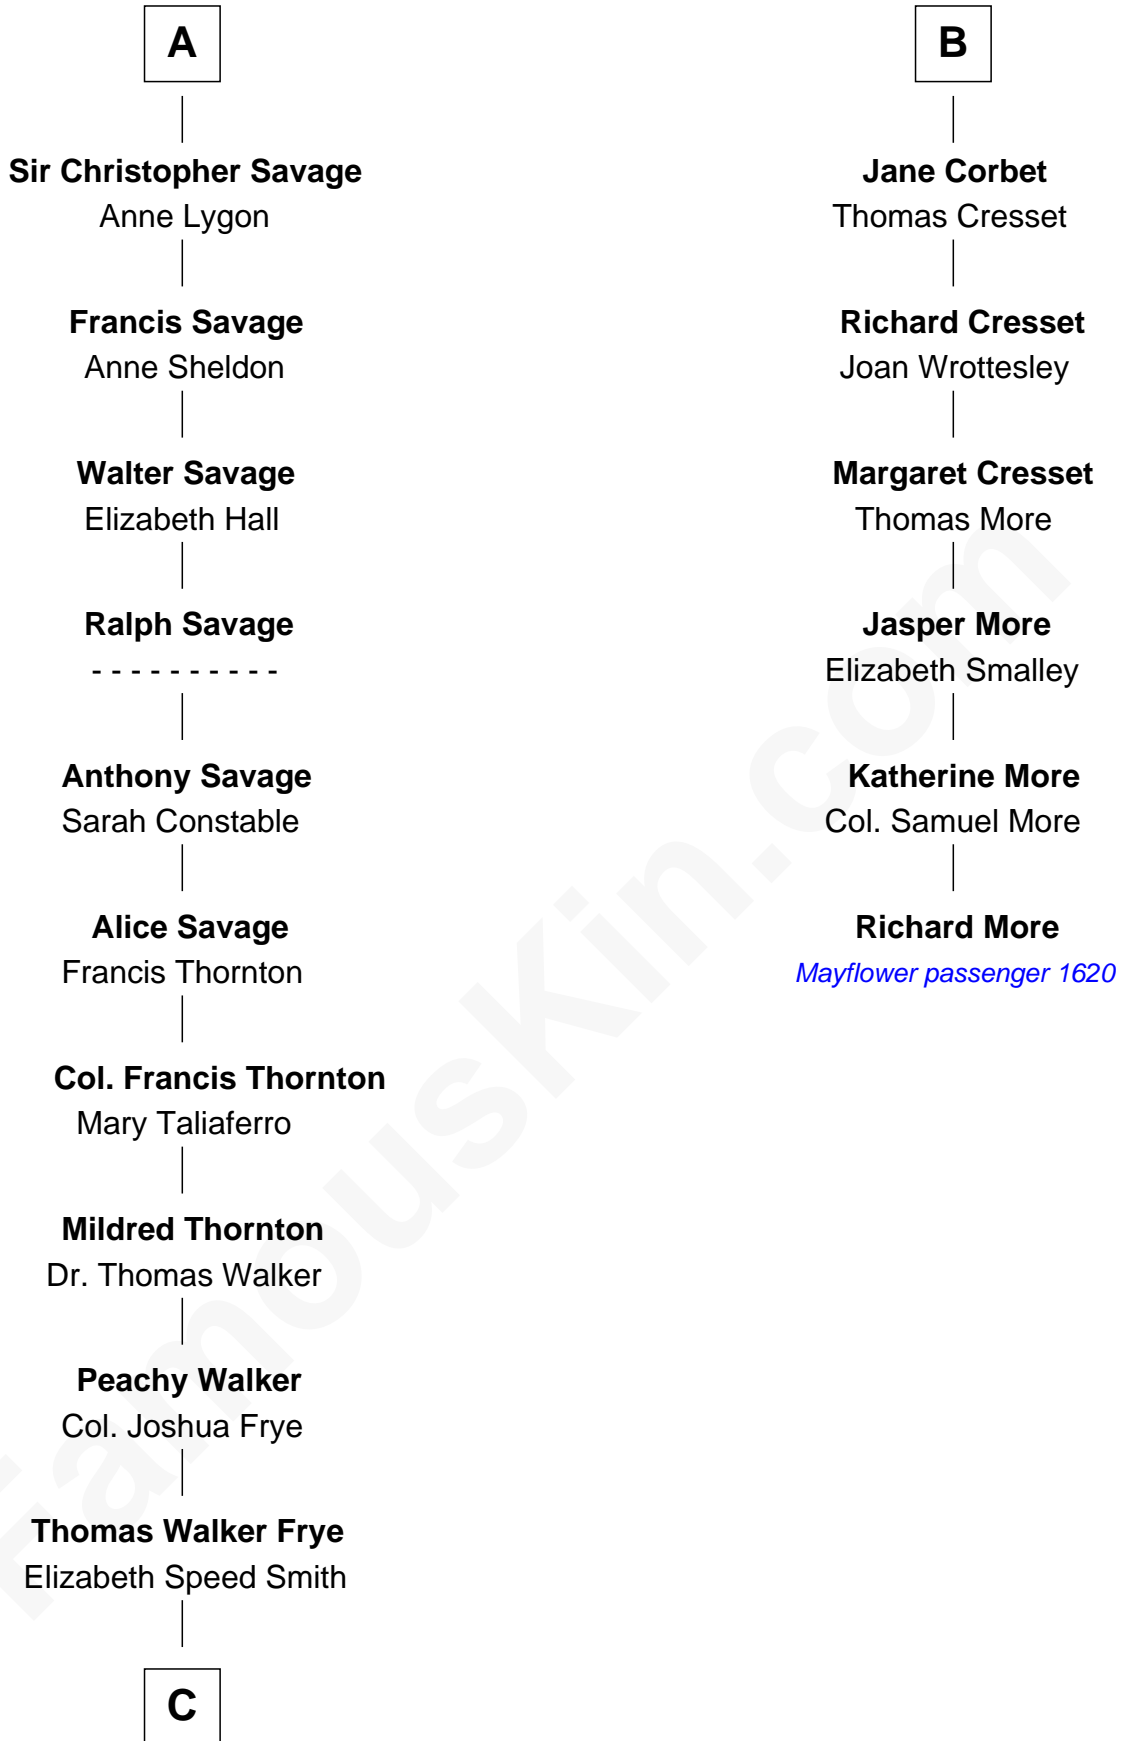 A
Sir Christopher Savage
Anne Lygon
Francis Savage
Anne Sheldon
Walter Savage
Elizabeth Hall
Ralph Savage
- - - - - - - - - -
Anthony Savage
Sarah Constable
Alice Savage
Francis Thornton
Col. Francis Thornton
Mary Taliaferro
Mildred Thornton
Dr. Thomas Walker
Peachy Walker
Col. Joshua Frye
Thomas Walker Frye
Elizabeth Speed Smith
C
B
Jane Corbet
Thomas Cresset
Richard Cresset
Joan Wrottesley
Margaret Cresset
Thomas More
Jasper More
Elizabeth Smalley
Katherine More
Col. Samuel More
Richard More
Mayflower passenger 1620
FamousKin.com